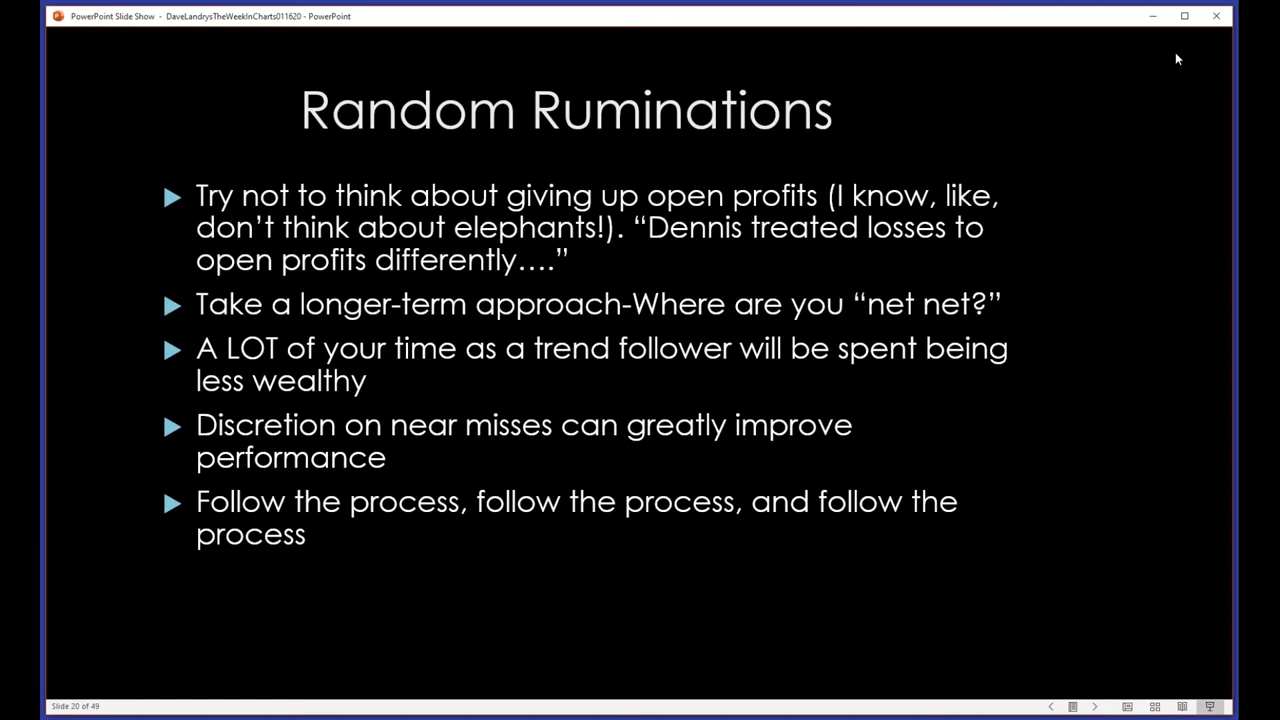 PowerPoint Slide Show - DaveLandrysTheWeekInCharts011620 - PowerPoint
Random Ruminations
Try not to think about giving up open profits (I know, like,
don’t think about elephants!). “Dennis treated losses to
open profits differently….”
Take a longer-term approach-Where are you “net net?”
A LOT of your time as a trend follower will be spent being
less wealthy
Discretion on near misses can greatly improve
performance
Follow the process, follow the process, and follow the
process
Slide 20 of 49